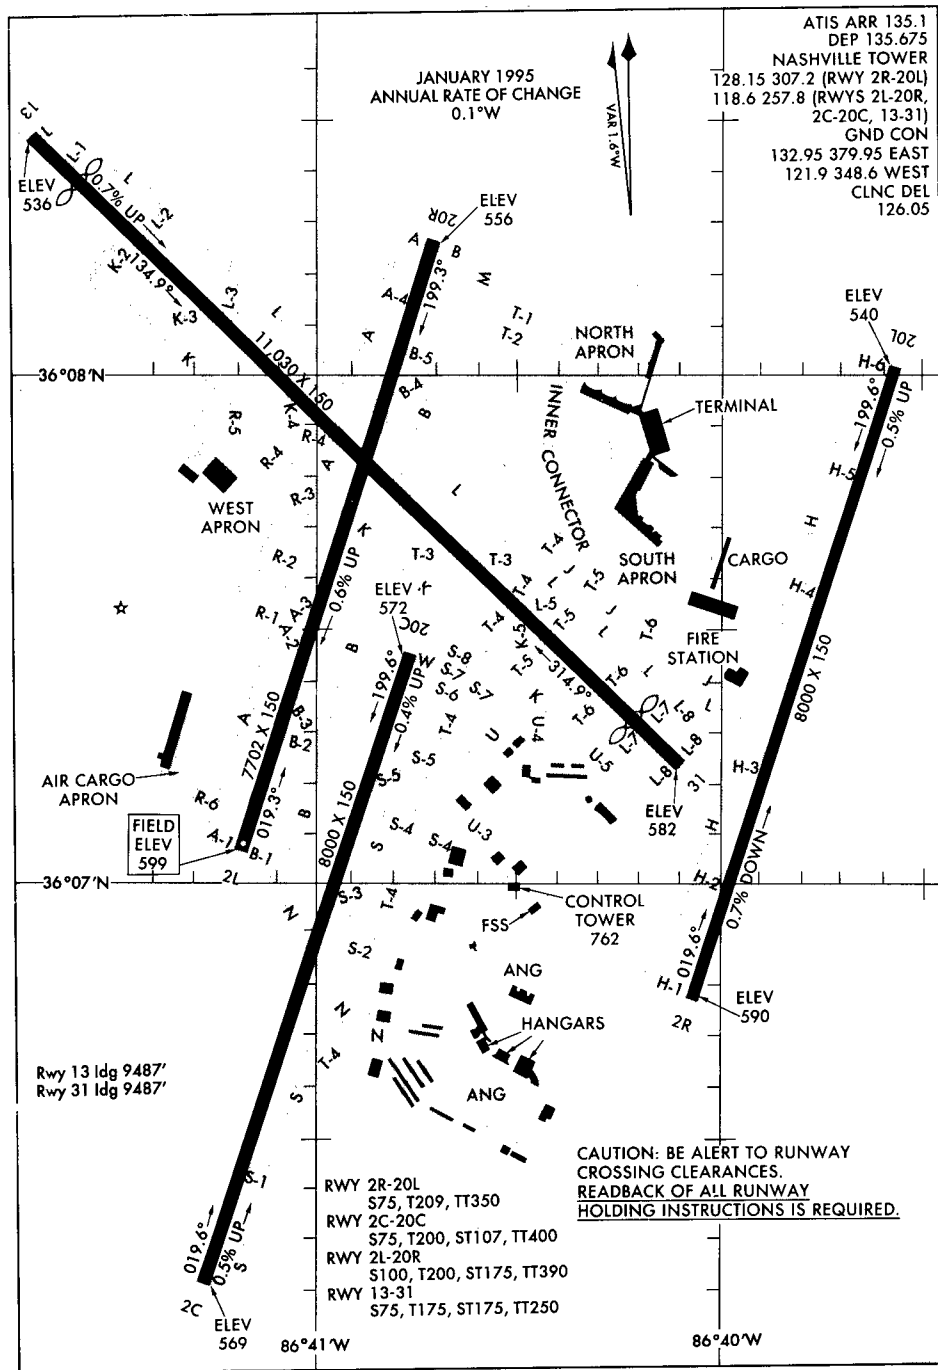 ATIS ARR 135.1
DEP 135.675
NASHVILLE TOWER
128.15 307.2 (RWY 2R-20L)
118.6 257.8 (RWYS 2L-20R,
2C-20C, 13-31)
GND CON
132.95 379.95 EAST
121.9 348.6 WEST
CLNC DEL
126.05
JANUARY 1995
ANNUAL RATE OF CHANGE
0.1°W
VAR 1.6°W
13
L
L-1
ELEV
536
0.7% UP
L
L-2
K-2
134.9°
K-3
L-3
L
K
11,030 X 150
ELEV
556
20R
A
B
199.3°
A-4
A
W
T-1
T-2
B-5
B-4
B
NORTH
APRON
ELEV
540
20L
H-6
199.6°
0.5% UP
36°08'N
INNER CONNECTOR
TERMINAL
R-5
K-4
R-4
R-4
A
R-3
WEST
APRON
L
H-5
H
K
T-3
T-3
T-4
SOUTH
APRON
CARGO
R-2
0.6% UP
ELEV
572
K
20C
J
L
T-4
T-5
L-5
T-5
J
L
T-6
H-4
R-1
A-3
A-2
B
T-4
K-5
T-5
FIRE
STATION
8000 X 150
W
S-8
S-7
S-6
S-7
199.6°
0.4% UP
314.9°
T-6
L
J
L
K
T-4
U
U-4
T-6
L-7
L-7
L-8
L-8
L-8
U-5
31
A
7702 X 150
B-3
B-2
S-5
S-5
AIR CARGO
APRON
ELEV
582
H-3
R-6
019.3°
B
8000 X 150
S-4
S
S-4
U-3
H
FIELD
ELEV
599
A-1
B-1
2L
36°07'N
H-2
0.7% DOWN
S-3
T-4
CONTROL
TOWER
762
FSS
N
S-2
019.6°
ANG
H-1
ELEV
590
2R
N
N
HANGARS
T-4
Rwy 13 ldg 9487'
Rwy 31 ldg 9487'
S
ANG
CAUTION: BE ALERT TO RUNWAY
CROSSING CLEARANCES.
READBACK OF ALL RUNWAY
HOLDING INSTRUCTIONS IS REQUIRED.
S-1
RWY 2R-20L
S75, T209, TT350
RWY 2C-20C
S75, T200, ST107, TT400
RWY 2L-20R
S100, T200, ST175, TT390
RWY 13-31
S75, T175, ST175, TT250
019.6°
0.5% UP
S
2C
ELEV
569
86°41'W
86°40'W